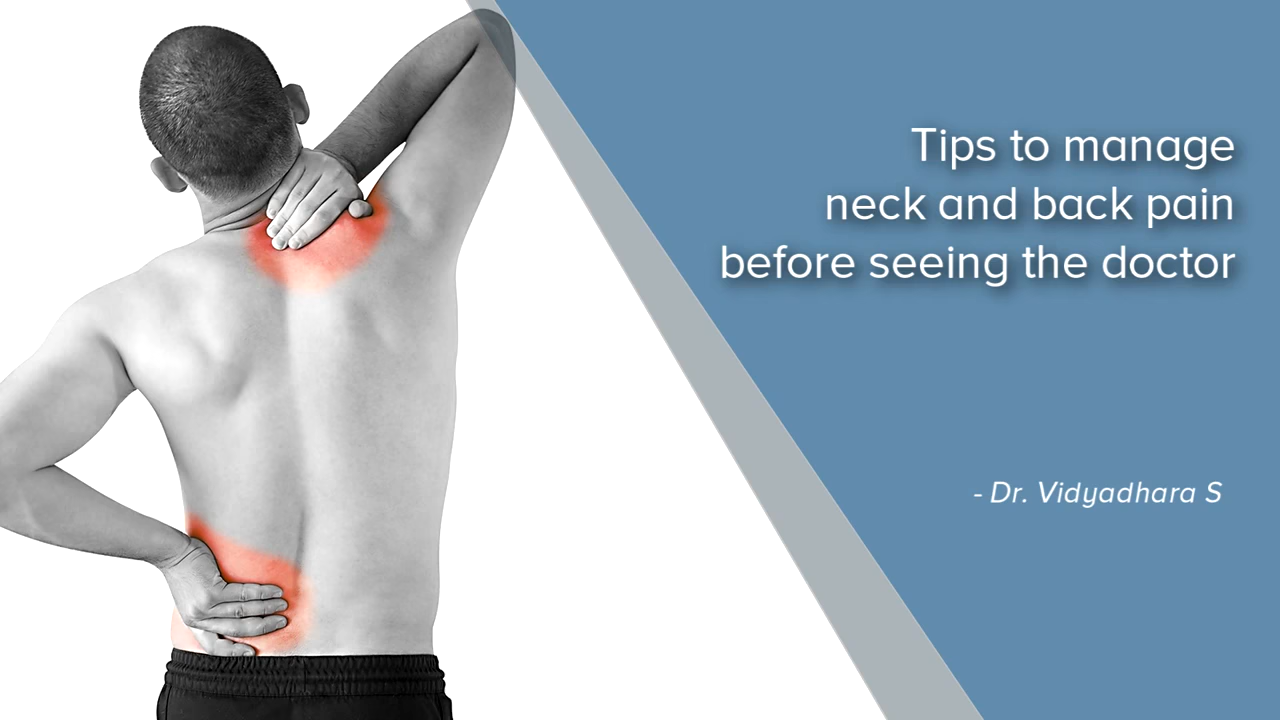 Tips to manage
neck and back pain
before seeing the doctor
- Dr. Vidyadhara S